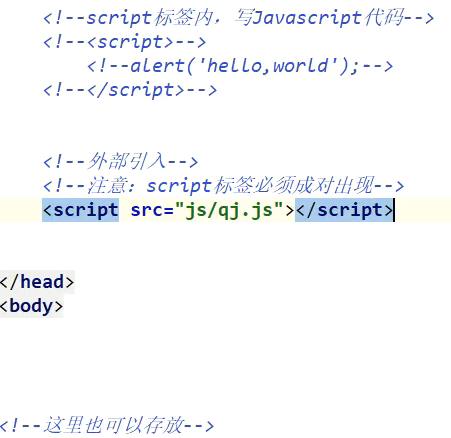 <!--script标签内，写Javascript代码-->
<!--<script>-->
<!--alert('hello,world');-->
<!--</script>-->
<!--外部引入-->
<!--注意：script标签必须成对出现-->
<script src="js/qj.js"></script>
</head>
<body>
<!--这里也可以存放-->